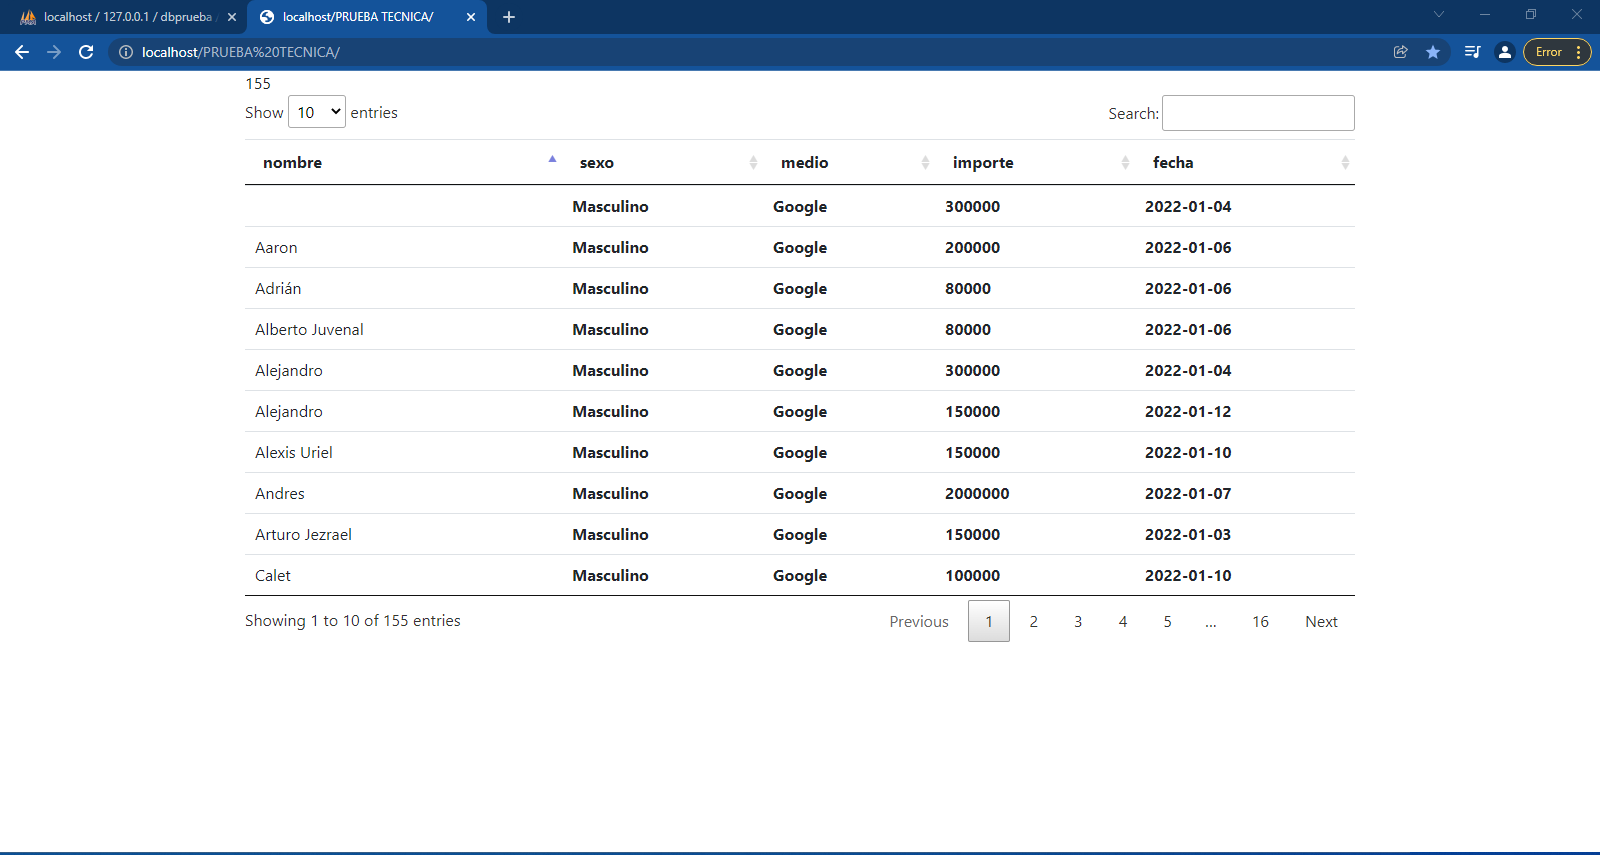 localhost / 127.0.0.1 / dbprueba
localhost/PRUEBA TECNICA/
localhost/PRUEBA%20TECNICA/
Error
155
Show 10 entries
Search:
nombre sexo medio importe fecha
Masculino Google 300000 2022-01-04
Aaron Masculino Google 200000 2022-01-06
Adrián Masculino Google 80000 2022-01-06
Alberto Juvenal Masculino Google 80000 2022-01-06
Alejandro Masculino Google 300000 2022-01-04
Alejandro Masculino Google 150000 2022-01-12
Alexis Uriel Masculino Google 150000 2022-01-10
Andres Masculino Google 2000000 2022-01-07
Arturo Jezrael Masculino Google 150000 2022-01-03
Calet Masculino Google 100000 2022-01-10
Showing 1 to 10 of 155 entries
Previous 1 2 3 4 5 ... 16 Next